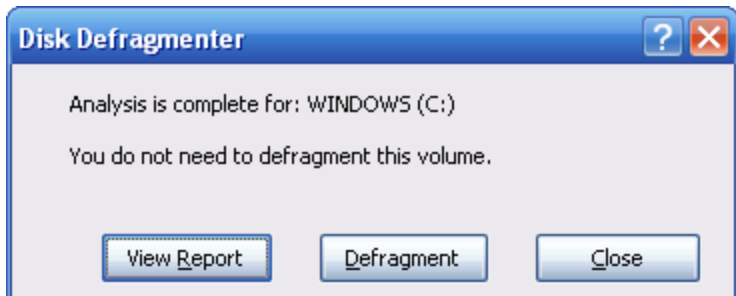 Disk Defragmenter
Analysis is complete for: WINDOWS (C:)
You do not need to defragment this volume.
View Report Defragment Close